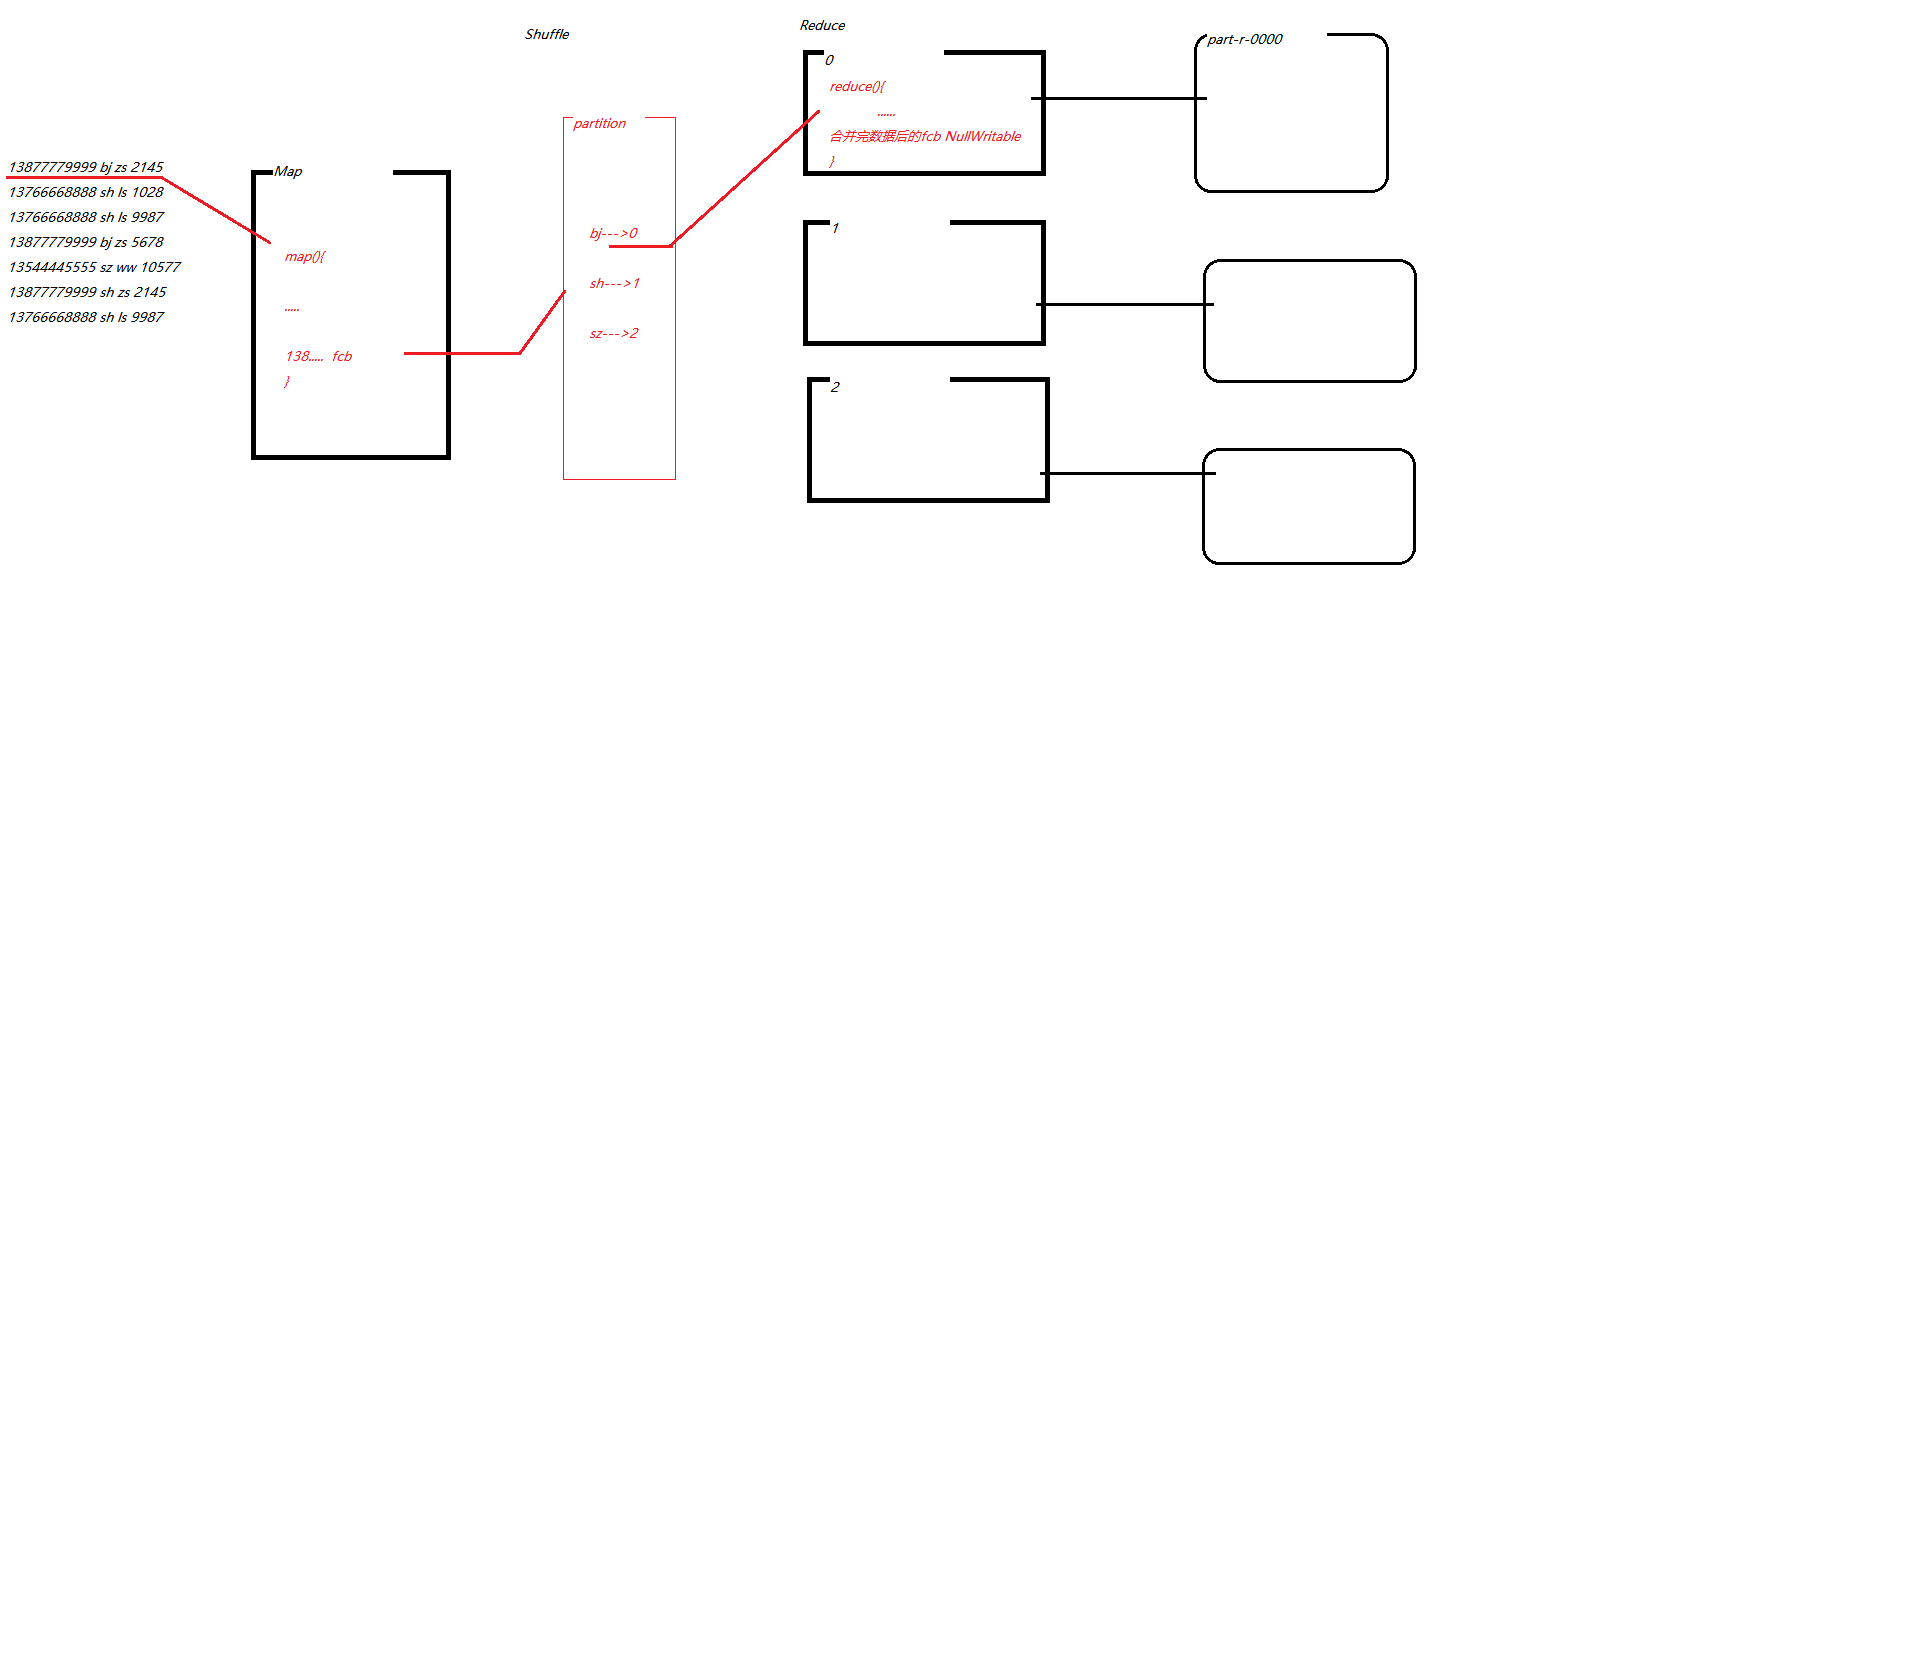 13877779999 bj zs 2145
13766668888 sh ls 1028
13766668888 sh ls 9987
13877779999 bj zs 5678
13544445555 sz ww 10577
13877779999 sh zs 2145
13766668888 sh ls 9987
Map
map(){
.....
138..... fcb
}
Shuffle
partition
bj--->0
sh--->1
sz--->2
Reduce
0
reduce(){
......
合并完数据后的fcb NullWritable
}
1
2
part-r-0000